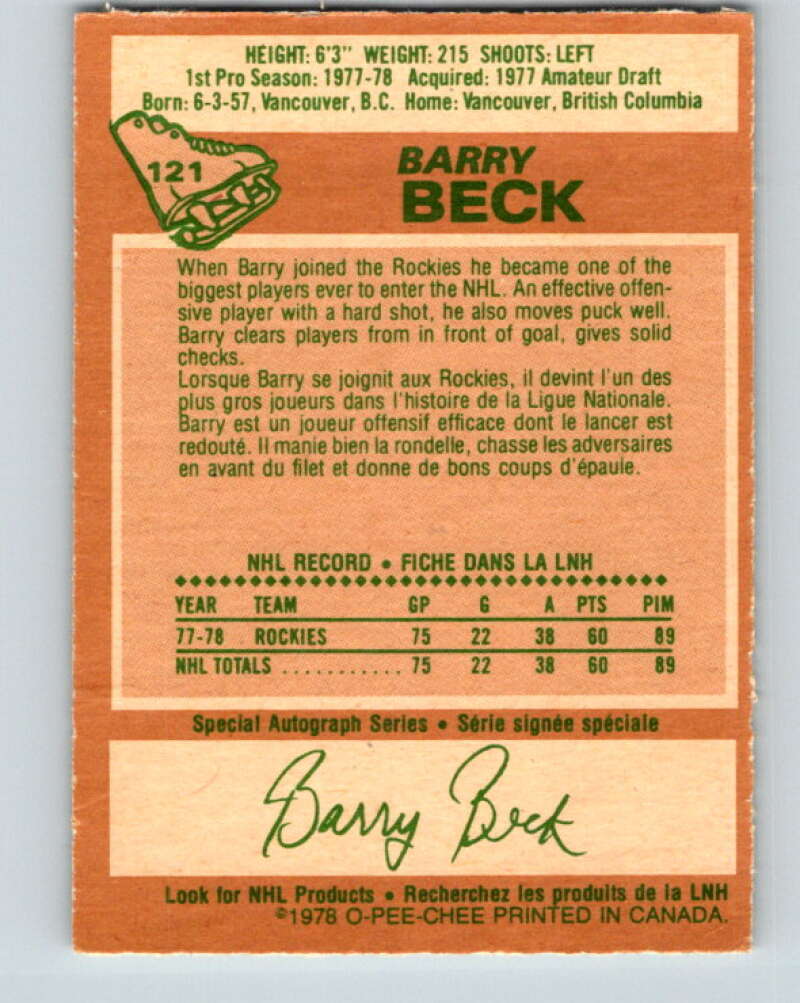 HEIGHT: 6'3" WEIGHT: 215 SHOOTS: LEFT
1st Pro Season: 1977-78 Acquired: 1977 Amateur Draft
Born: 6-3-57, Vancouver, B.C. Home: Vancouver, British Columbia
121
BARRY
BECK
When Barry joined the Rockies he became one of the
biggest players ever to enter the NHL. An effective offen-
sive player with a hard shot, he also moves puck well.
Barry clears players from in front of goal, gives solid
checks.
Lorsque Barry se joignit aux Rockies, il devint l'un des
plus gros joueurs dans l'histoire de la Ligue Nationale.
Barry est un joueur offensif efficace dont le lancer est
redouté. Il manie bien la rondelle, chasse les adversaires
en avant du filet et donne de bons coups d'épaule.
NHL RECORD • FICHE DANS LA LNH
YEAR TEAM GP G A PTS PIM
77-78 ROCKIES 75 22 38 60 89
NHL TOTALS ........... 75 22 38 60 89
Special Autograph Series • Série signée spéciale
Barry Beck
Look for NHL Products • Recherchez les produits de la LNH
©1978 O-PEE-CHEE PRINTED IN CANADA.